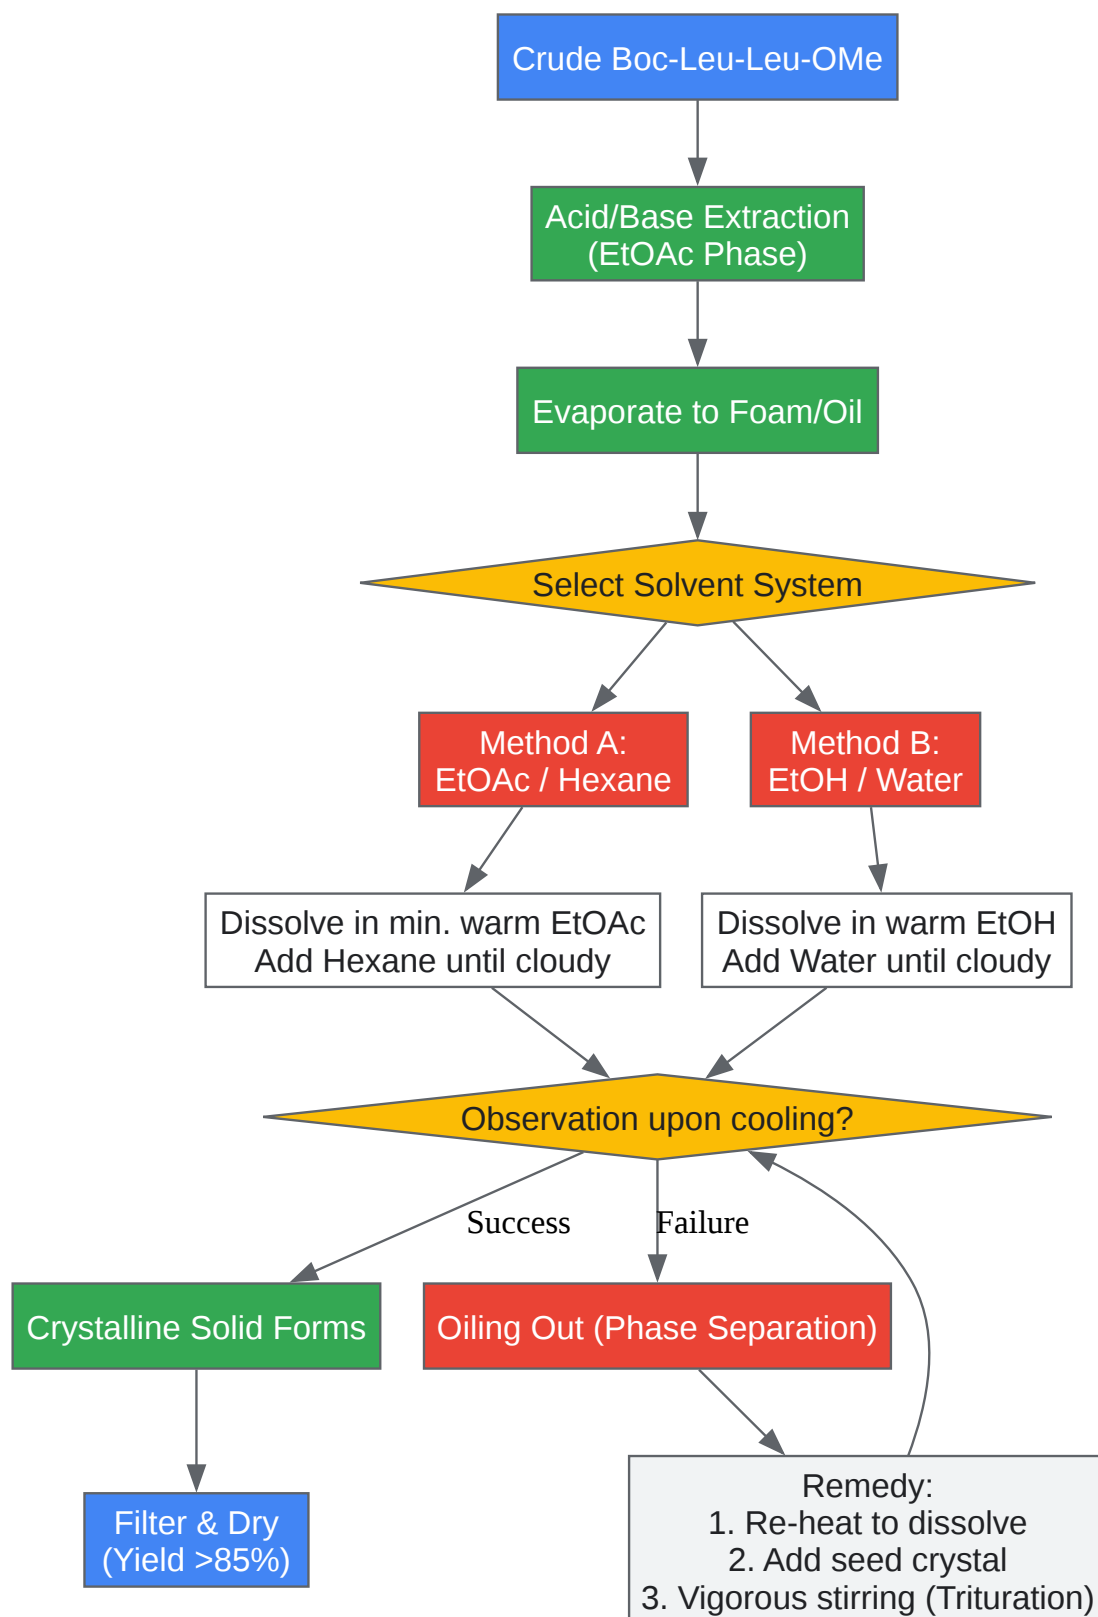 Crude Boc-Leu-Leu-OMe
Acid/Base Extraction
(EtOAc Phase)
Evaporate to Foam/Oil
Select Solvent System
Method A:
EtOAc / Hexane
Method B:
EtOH / Water
Dissolve in min. warm EtOAc
Add Hexane until cloudy
Dissolve in warm EtOH
Add Water until cloudy
Observation upon cooling?
Success
Failure
Crystalline Solid Forms
Oiling Out (Phase Separation)
Filter & Dry
(Yield >85%)
Remedy:
1. Re-heat to dissolve
2. Add seed crystal
3. Vigorous stirring (Trituration)